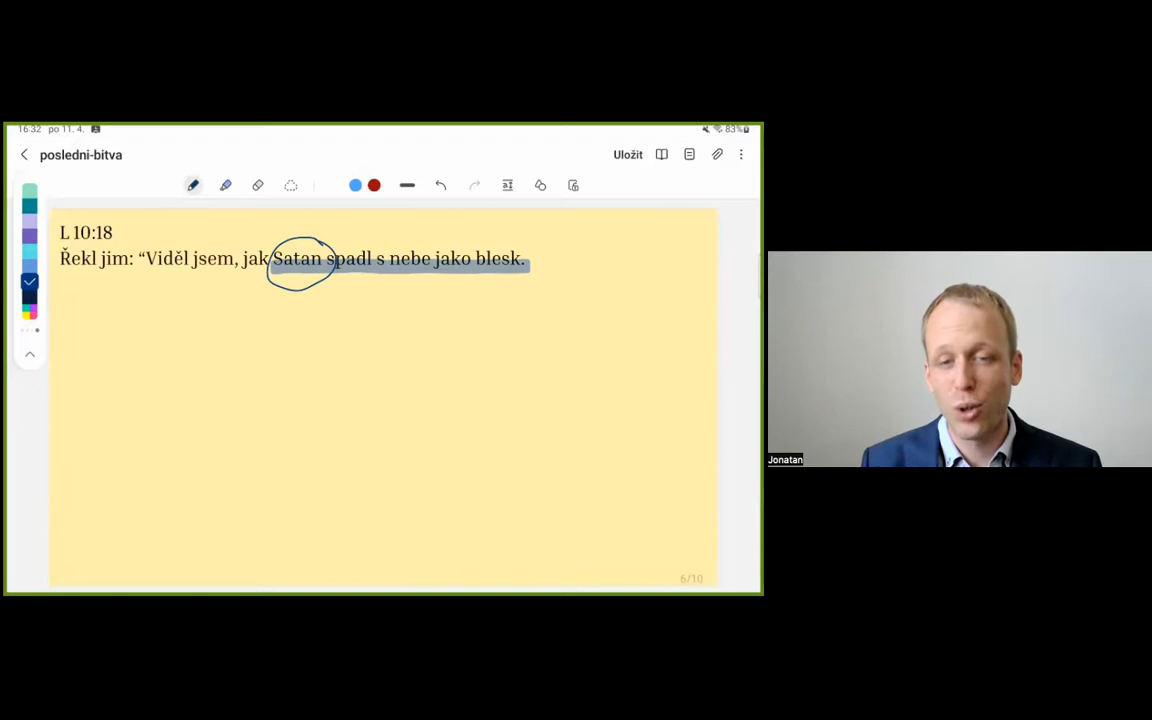 16:32 po 11. 4.
83%
posledni-bitva
Uložit
L 10:18
Řekl jim: “Viděl jsem, jak Satan spadl s nebe jako blesk.
6/10
Jonatan